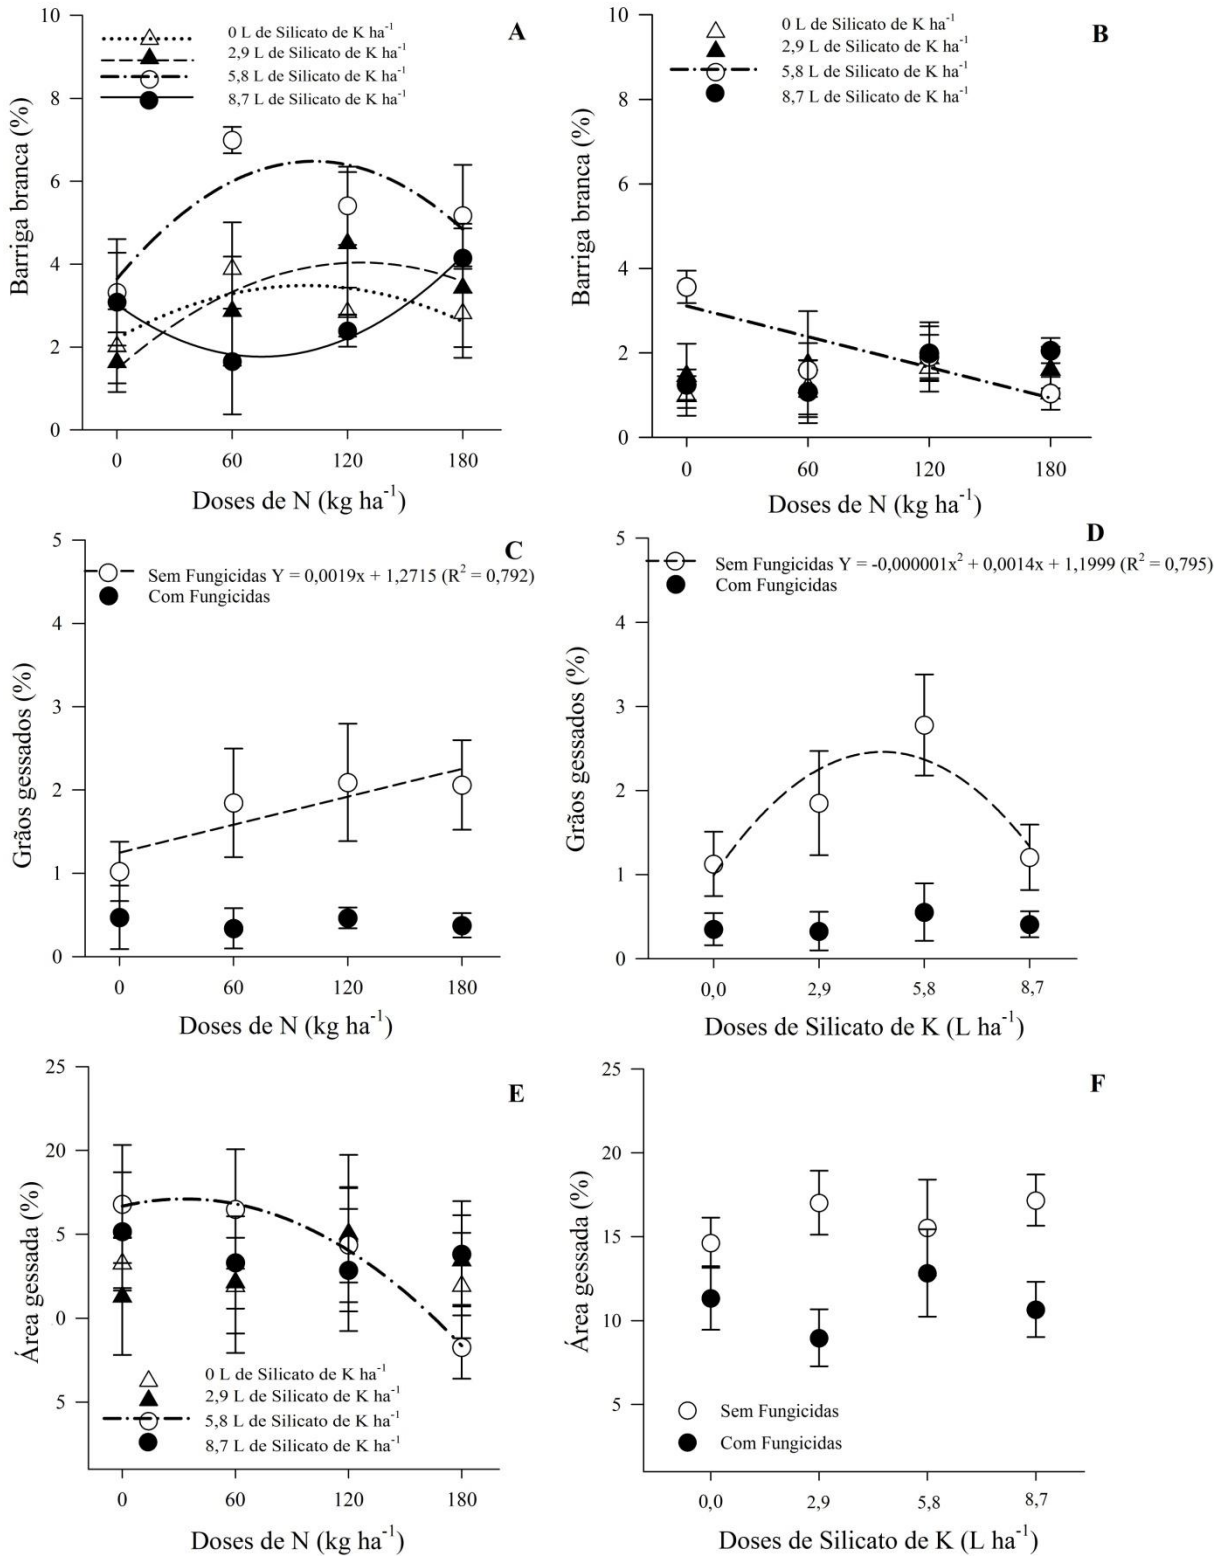 A
10
8
6
4
2
0
Barriga branca (%)
0 L de Silicato de K ha⁻¹
2,9 L de Silicato de K ha⁻¹
5,8 L de Silicato de K ha⁻¹
8,7 L de Silicato de K ha⁻¹
0 60 120 180
Doses de N (kg ha⁻¹)
B
10
8
6
4
2
0
Barriga branca (%)
0 L de Silicato de K ha⁻¹
2,9 L de Silicato de K ha⁻¹
5,8 L de Silicato de K ha⁻¹
8,7 L de Silicato de K ha⁻¹
0 60 120 180
Doses de N (kg ha⁻¹)
C
5
4
3
2
1
0
Grãos gessados (%)
Sem Fungicidas Y = 0,0019x + 1,2715 (R² = 0,792)
Com Fungicidas
0 60 120 180
Doses de N (kg ha⁻¹)
D
5
4
3
2
1
0
Grãos gessados (%)
Sem Fungicidas Y = -0,000001x² + 0,0014x + 1,1999 (R² = 0,795)
Com Fungicidas
0,0 2,9 5,8 8,7
Doses de Silicato de K (L ha⁻¹)
E
25
20
5
0
5
Área gessada (%)
0 L de Silicato de K ha⁻¹
2,9 L de Silicato de K ha⁻¹
5,8 L de Silicato de K ha⁻¹
8,7 L de Silicato de K ha⁻¹
0 60 120 180
Doses de N (kg ha⁻¹)
F
25
20
15
10
5
Área gessada (%)
Sem Fungicidas
Com Fungicidas
0,0 2,9 5,8 8,7
Doses de Silicato de K (L ha⁻¹)